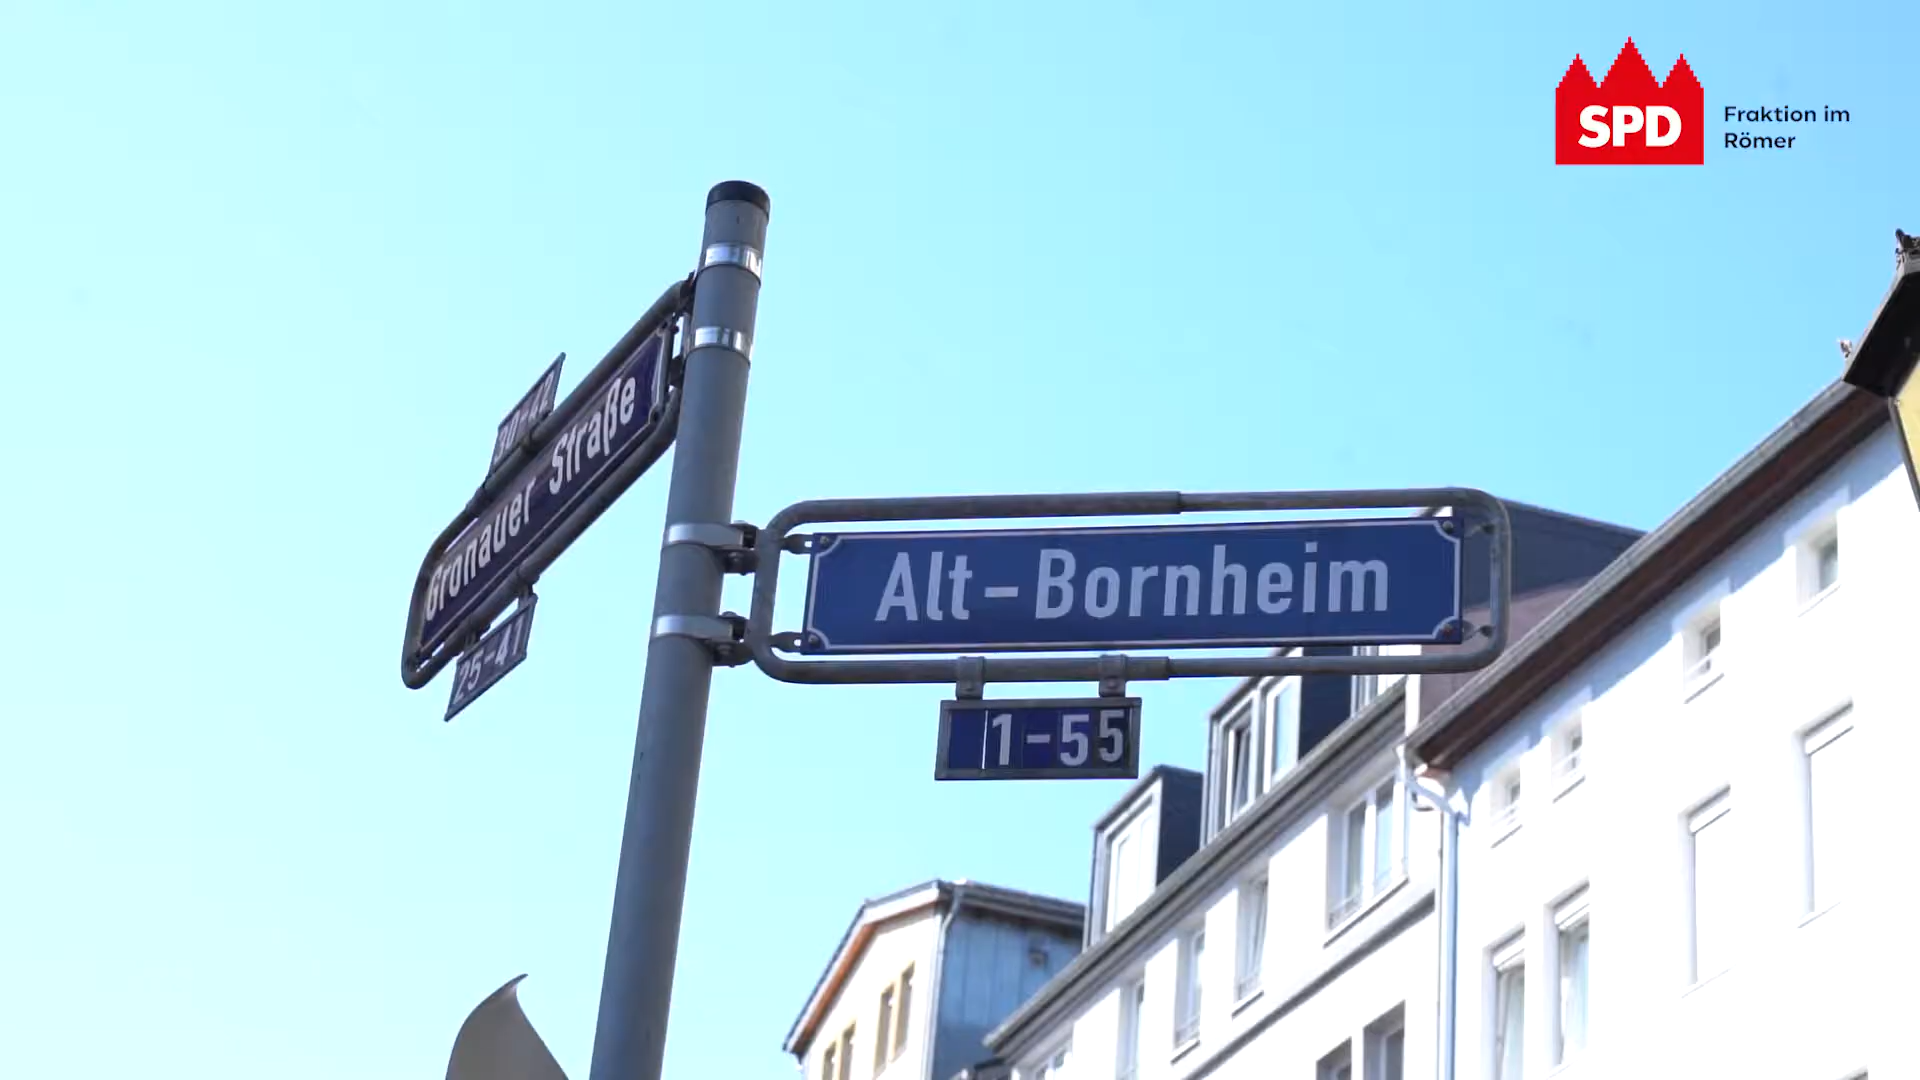 SPD
Fraktion im
Römer
30-42
Gronauer Straße
25-41
Alt-Bornheim
1-55